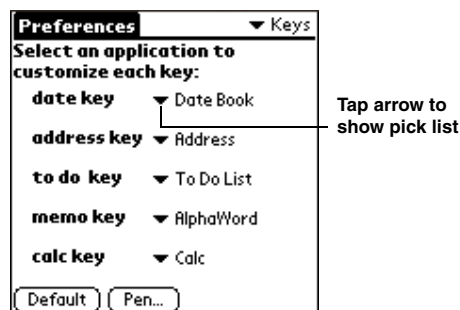 Preferences Keys
Select an application to
customize each key:
date key Date Book
address key Address
to do key To Do List
memo key AlphaWord
calc key Calc
Default Pen...
Tap arrow to
show pick list